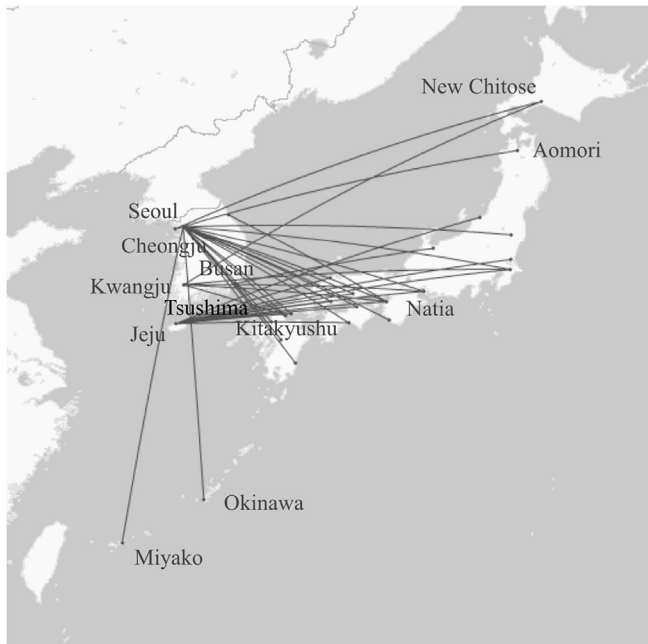 New Chitose
Aomori
Seoul
Cheongju
Busan
Kwangju
Tsushima
Natia
Jeju
Kitakyushu
Okinawa
Miyako